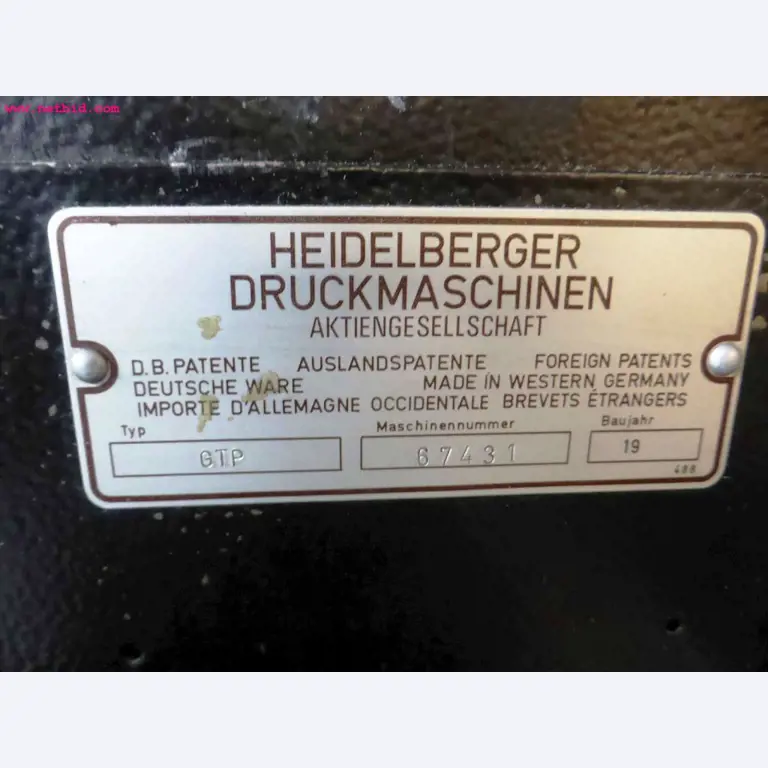 www.netbid.com
HEIDELBERGER
DRUCKMASCHINEN
AKTIENGESELLSCHAFT
D.B. PATENTE AUSLANDSPATENTE FOREIGN PATENTS
DEUTSCHE WARE MADE IN WESTERN GERMANY
IMPORTE D'ALLEMAGNE OCCIDENTALE BREVETS ÉTRANGERS
Typ Maschinennummer Baujahr
GTP 67431 19
488